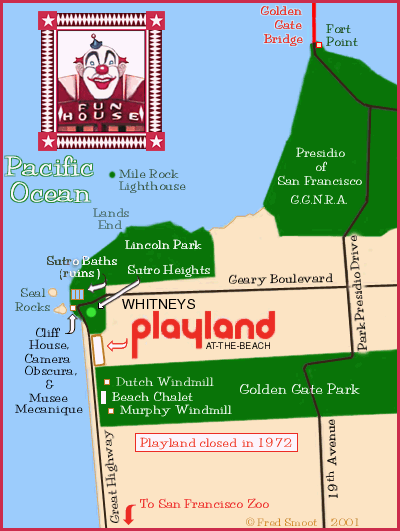 Golden
Gate
Bridge
Fort
Point
FUN
HOUSE
Presidio
of
San Francisco
G.G.N.R.A.
Pacific
Ocean
Mile Rock
Lighthouse
Lands
End
Lincoln Park
Sutro Baths
(ruins)
Sutro Heights
Geary Boulevard
Park Presidio Drive
Seal
Rocks
WHITNEYS
playland
AT-THE-BEACH
Cliff
House,
Camera
Obscura,
&
Musee
Mecanique
Dutch Windmill
Beach Chalet
Murphy Windmill
Golden Gate Park
Playland closed in 1972
Great Highway
19th Avenue
To San Francisco Zoo
© Fred Smoot 2001